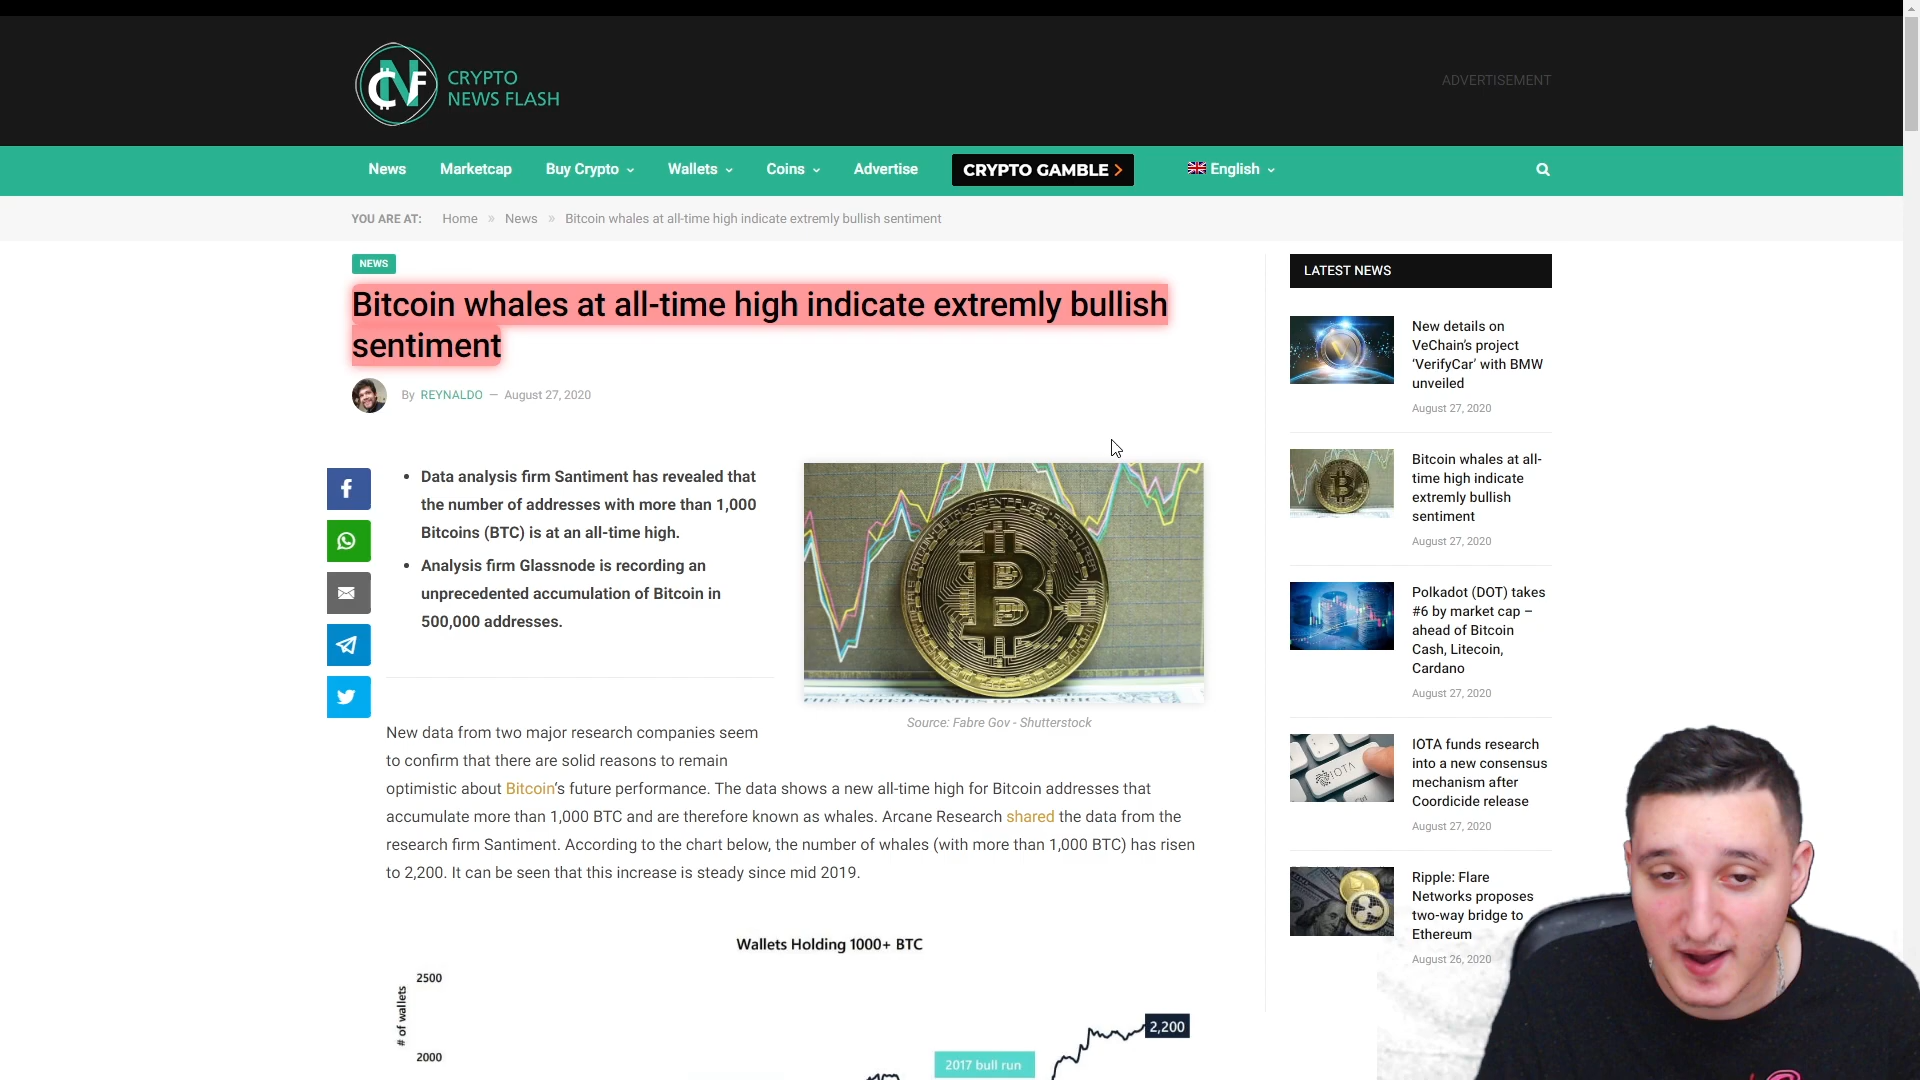 CNF
CRYPTO
NEWS FLASH
ADVERTISEMENT
News Marketcap Buy Crypto Wallets Coins Advertise CRYPTO GAMBLE > English
YOU ARE AT: Home » News » Bitcoin whales at all-time high indicate extremly bullish sentiment
NEWS
Bitcoin whales at all-time high indicate extremly bullish
sentiment
By REYNALDO — August 27, 2020
• Data analysis firm Santiment has revealed that
the number of addresses with more than 1,000
Bitcoins (BTC) is at an all-time high.
• Analysis firm Glassnode is recording an
unprecedented accumulation of Bitcoin in
500,000 addresses.
Source: Fabre Gov - Shutterstock
New data from two major research companies seem
to confirm that there are solid reasons to remain
optimistic about Bitcoin's future performance. The data shows a new all-time high for Bitcoin addresses that
accumulate more than 1,000 BTC and are therefore known as whales. Arcane Research shared the data from the
research firm Santiment. According to the chart below, the number of whales (with more than 1,000 BTC) has risen
to 2,200. It can be seen that this increase is steady since mid 2019.
Wallets Holding 1000+ BTC
# of wallets
2500
2000
2017 bull run
2,200
LATEST NEWS
New details on
VeChain's project
'VerifyCar' with BMW
unveiled
August 27, 2020
Bitcoin whales at all-
time high indicate
extremly bullish
sentiment
August 27, 2020
Polkadot (DOT) takes
#6 by market cap –
ahead of Bitcoin
Cash, Litecoin,
Cardano
August 27, 2020
IOTA
IOTA funds research
into a new consensus
mechanism after
Coordicide release
August 27, 2020
Ripple: Flare
Networks proposes
two-way bridge to
Ethereum
August 26, 2020